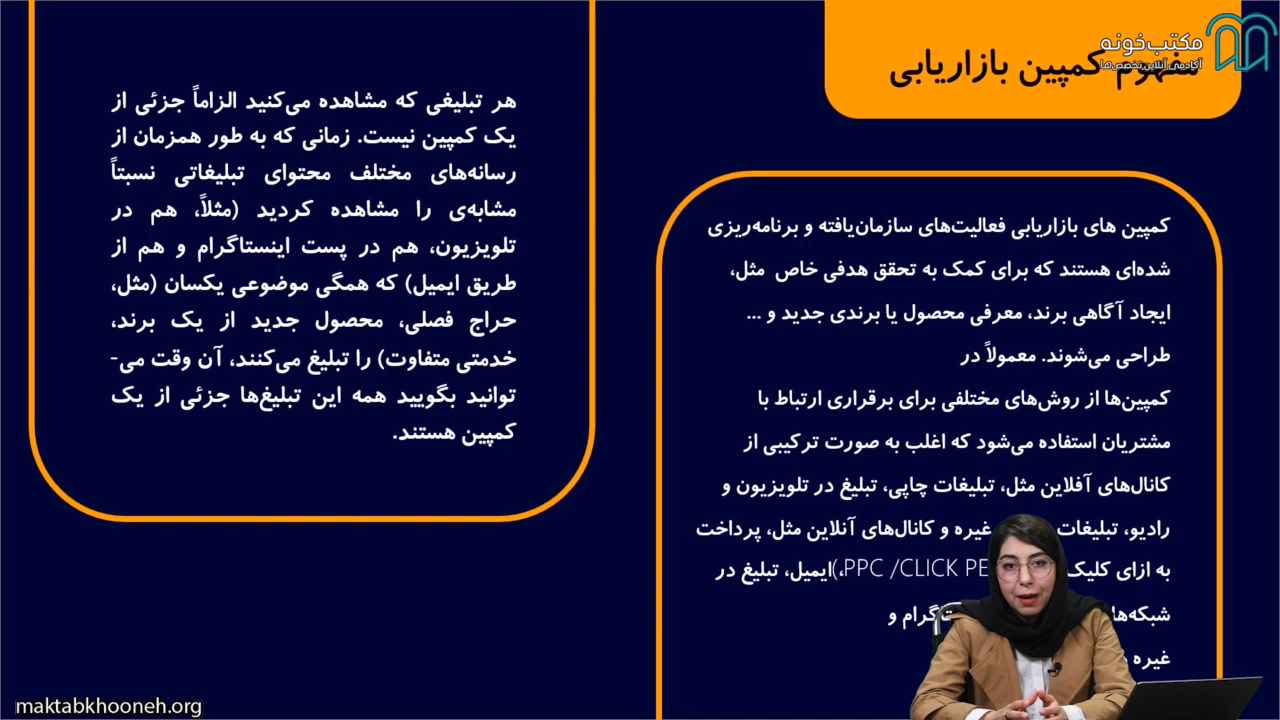 مکتب‌خونه
آکادمی آنلاین تخصص‌ها
مفهوم کمپین بازاریابی
کمپین های بازاریابی فعالیت‌های سازمان‌یافته و برنامه‌ریزی
شده‌ای هستند که برای کمک به تحقق هدفی خاص مثل،
ایجاد آگاهی برند، معرفی محصول یا برندی جدید و ...
طراحی می‌شوند. معمولاً در
کمپین‌ها از روش‌های مختلفی برای برقراری ارتباط با
مشتریان استفاده می‌شود که اغلب به صورت ترکیبی از
کانال‌های آفلاین مثل، تبلیغات چاپی، تبلیغ در تلویزیون و
رادیو، تبلیغات غیره و کانال‌های آنلاین مثل، پرداخت
به ازای کلیک PPC /CLICK PE)،ایمیل، تبلیغ در
و
غیره
هر تبلیغی که مشاهده می‌کنید الزاماً جزئی از
یک کمپین نیست. زمانی که به طور همزمان از
رسانه‌های مختلف محتوای تبلیغاتی نسبتاً
مشابه‌ی را مشاهده کردید (مثلاً، هم در
تلویزیون، هم در پست اینستاگرام و هم از
طریق ایمیل) که همگی موضوعی یکسان (مثل،
حراج فصلی، محصول جدید از یک برند،
خدمتی متفاوت) را تبلیغ می‌کنند، آن وقت می-
توانید بگویید همه این تبلیغ‌ها جزئی از یک
کمپین هستند.
maktabkhooneh.org